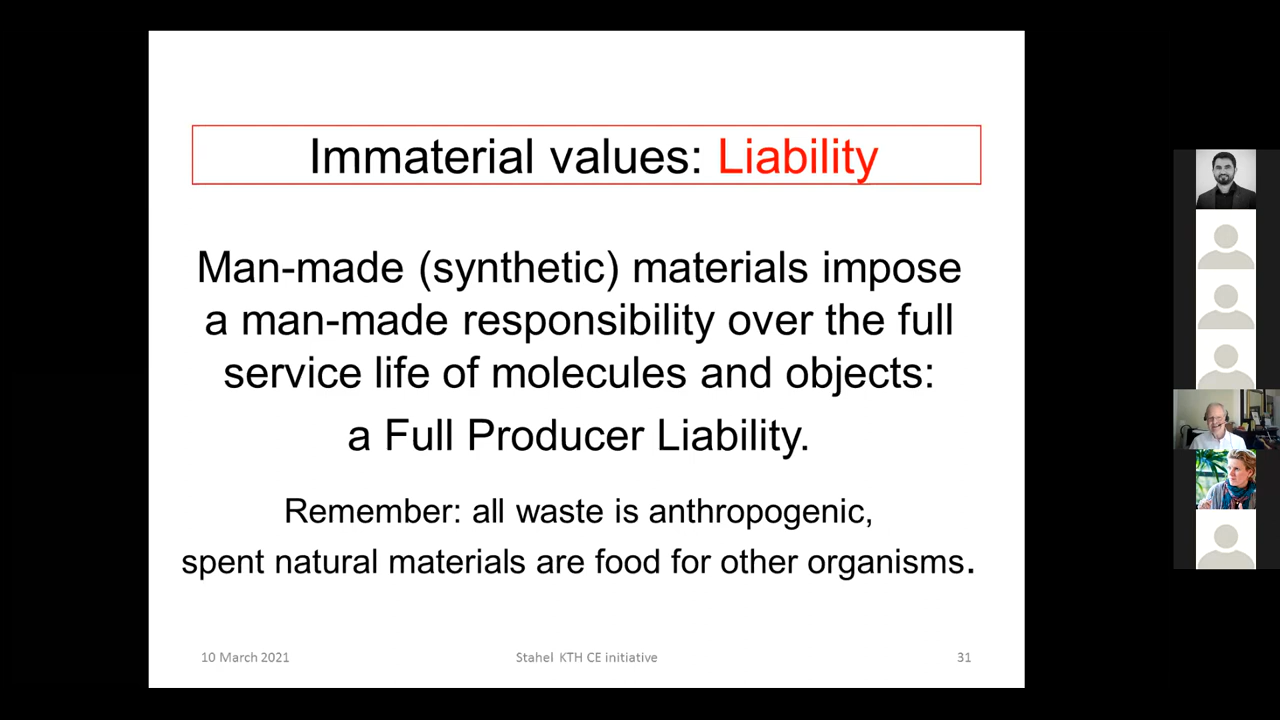 Immaterial values: Liability
Man-made (synthetic) materials impose
a man-made responsibility over the full
service life of molecules and objects:
a Full Producer Liability.
Remember: all waste is anthropogenic,
spent natural materials are food for other organisms.
10 March 2021 Stahel KTH CE initiative 31